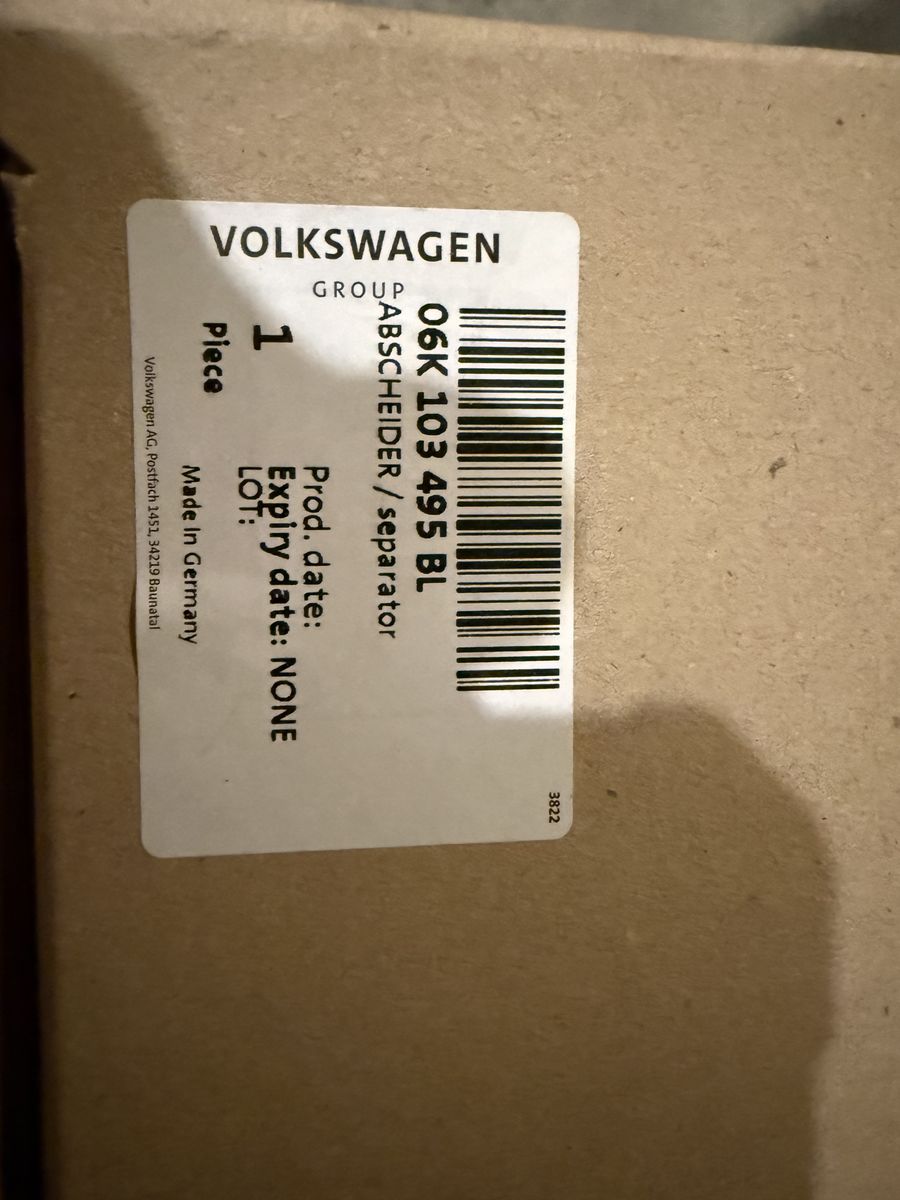 VOLKSWAGEN
GROUP
06K 103 495 BL
ABSCHEIDER / separator
1
Piece
Prod. date:
Expiry date: NONE
LOT:
Made In Germany
Volkswagen AG, Postfach 1451, 34219 Baunatal
3822